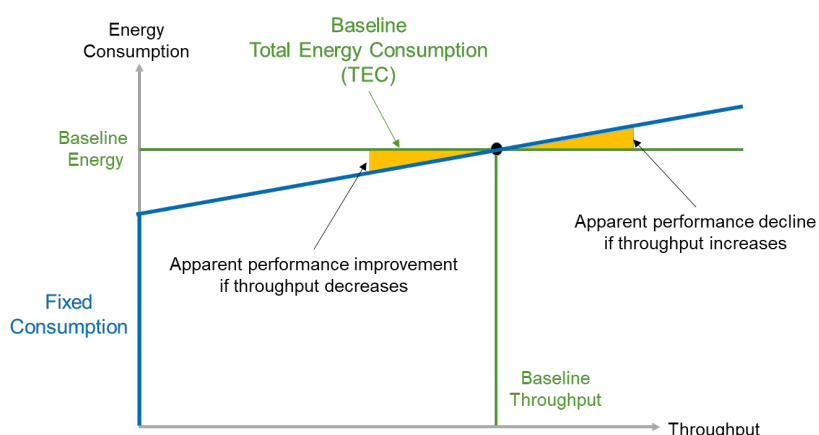 Energy
Consumption
Baseline
Total Energy Consumption
(TEC)
Baseline
Energy
Apparent performance decline
if throughput increases
Apparent performance improvement
if throughput decreases
Fixed
Consumption
Baseline
Throughput
Throughput